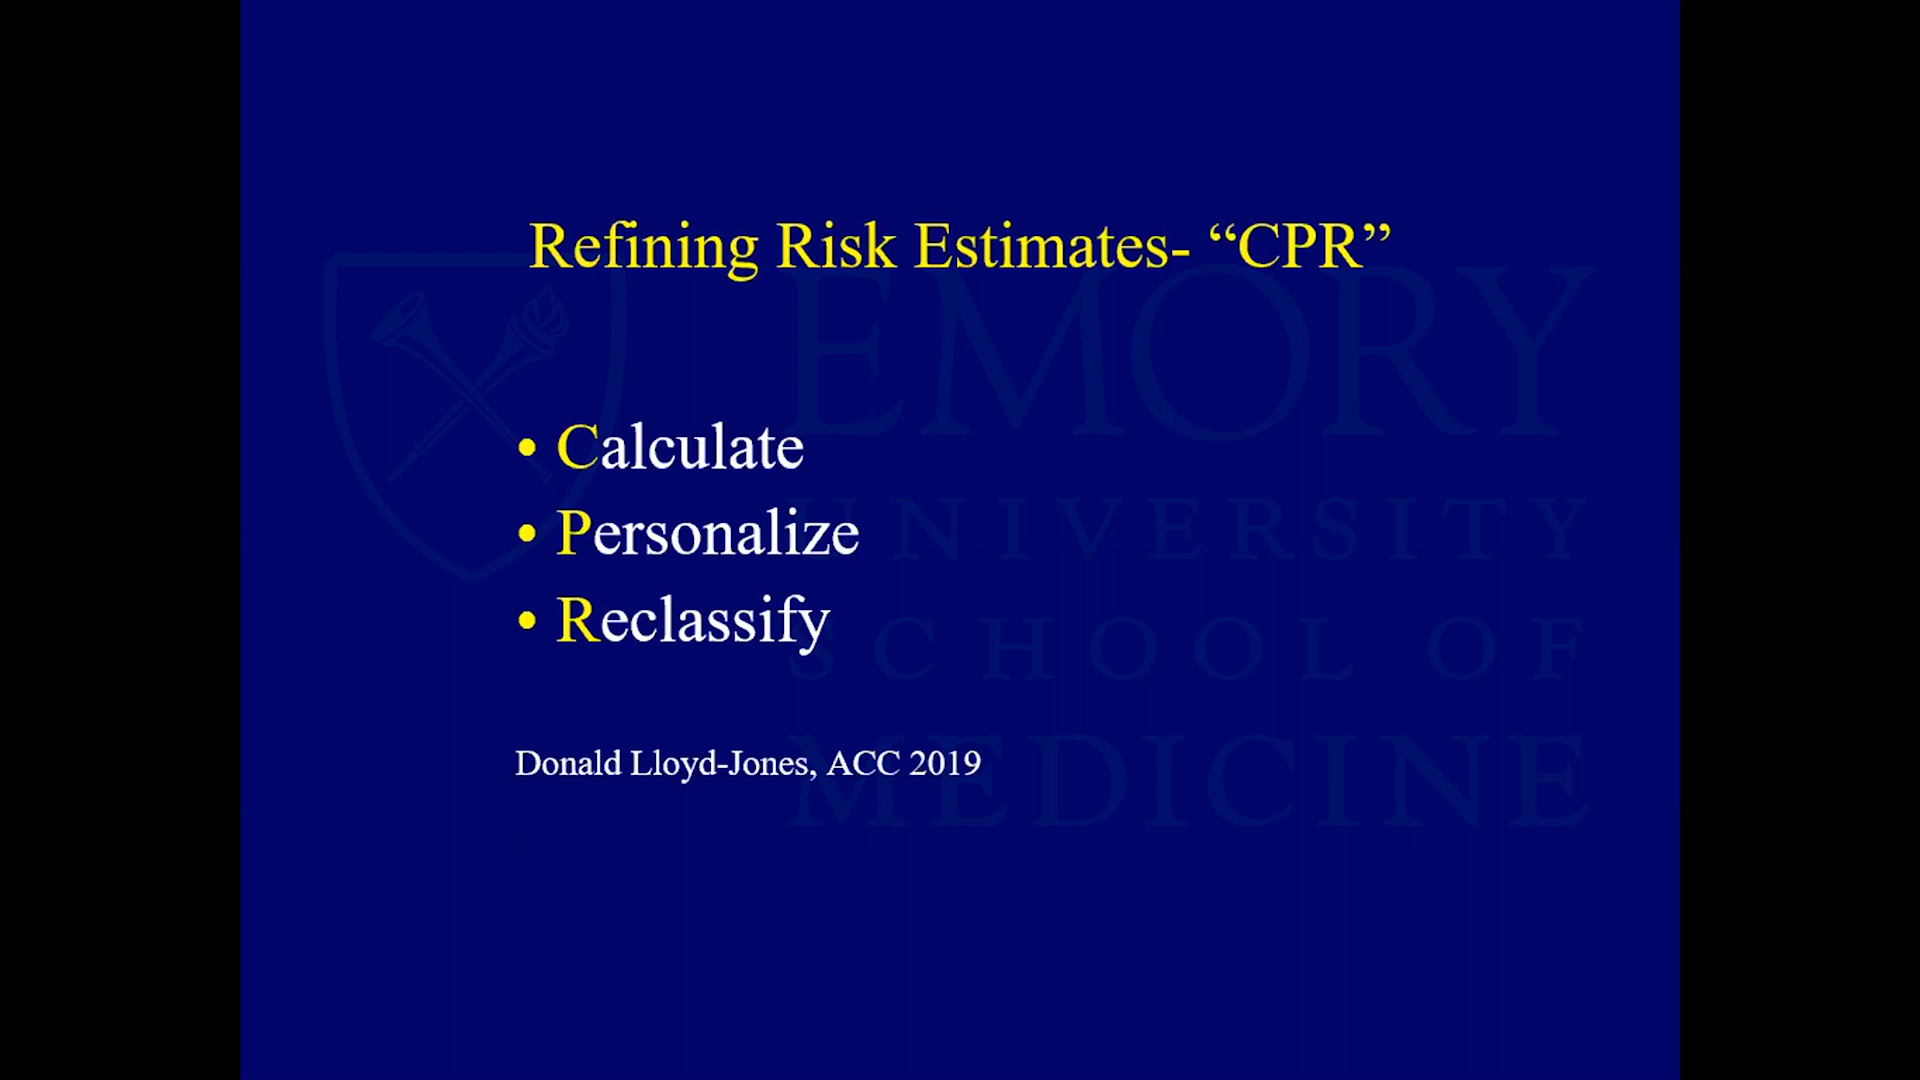 Refining Risk Estimates- “CPR”
• Calculate
• Personalize
• Reclassify
Donald Lloyd-Jones, ACC 2019
EMORY
UNIVERSITY
SCHOOL OF
MEDICINE